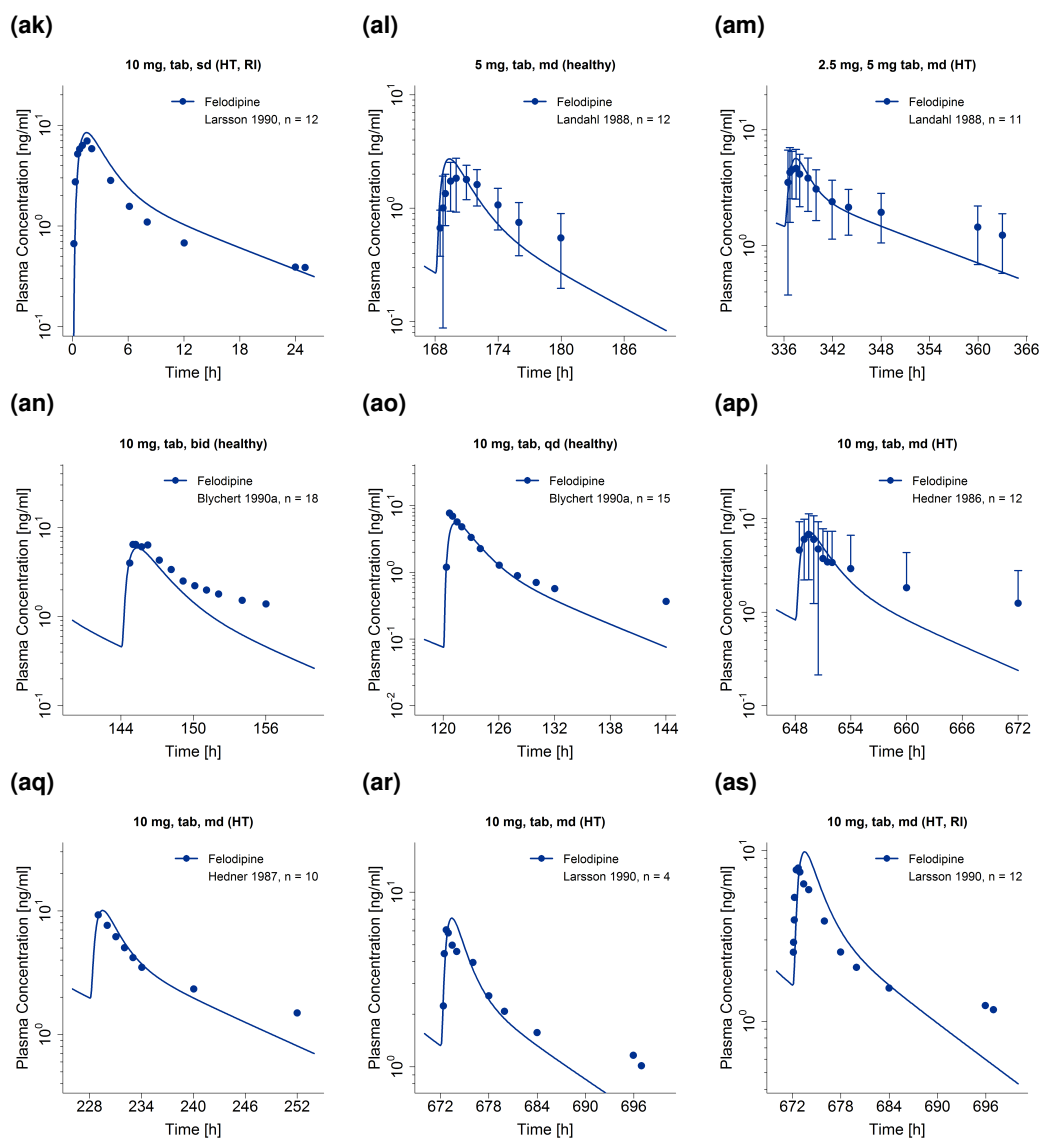 (ak)
10 mg, tab, sd (HT, RI)
Felodipine
Larsson 1990, n = 12
Plasma Concentration [ng/ml]
10^1
10^0
10^-1
0 6 12 18 24
Time [h]
(al)
5 mg, tab, md (healthy)
Felodipine
Landahl 1988, n = 12
Plasma Concentration [ng/ml]
10^1
10^0
10^-1
168 174 180 186
Time [h]
(am)
2.5 mg, 5 mg tab, md (HT)
Felodipine
Landahl 1988, n = 11
Plasma Concentration [ng/ml]
10^1
10^0
336 342 348 354 360 366
Time [h]
(an)
10 mg, tab, bid (healthy)
Felodipine
Blychert 1990a, n = 18
Plasma Concentration [ng/ml]
10^1
10^0
10^-1
144 150 156
Time [h]
(ao)
10 mg, tab, qd (healthy)
Felodipine
Blychert 1990a, n = 15
Plasma Concentration [ng/ml]
10^1
10^0
10^-1
10^-2
120 126 132 138 144
Time [h]
(ap)
10 mg, tab, md (HT)
Felodipine
Hedner 1986, n = 12
Plasma Concentration [ng/ml]
10^1
10^0
10^-1
648 654 660 666 672
Time [h]
(aq)
10 mg, tab, md (HT)
Felodipine
Hedner 1987, n = 10
Plasma Concentration [ng/ml]
10^1
10^0
228 234 240 246 252
Time [h]
(ar)
10 mg, tab, md (HT)
Felodipine
Larsson 1990, n = 4
Plasma Concentration [ng/ml]
10^1
10^0
672 678 684 690 696
Time [h]
(as)
10 mg, tab, md (HT, RI)
Felodipine
Larsson 1990, n = 12
Plasma Concentration [ng/ml]
10^1
10^0
672 678 684 690 696
Time [h]